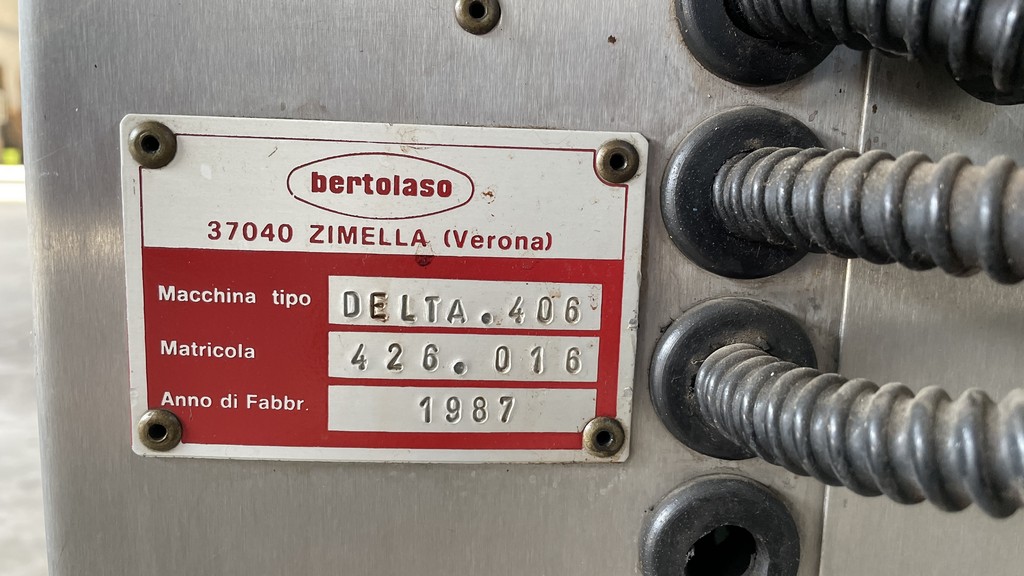 bertolaso
37040 ZIMELLA (Verona)
Macchina tipo DELTA.406
Matricola 426.016
Anno di Fabbr. 1987